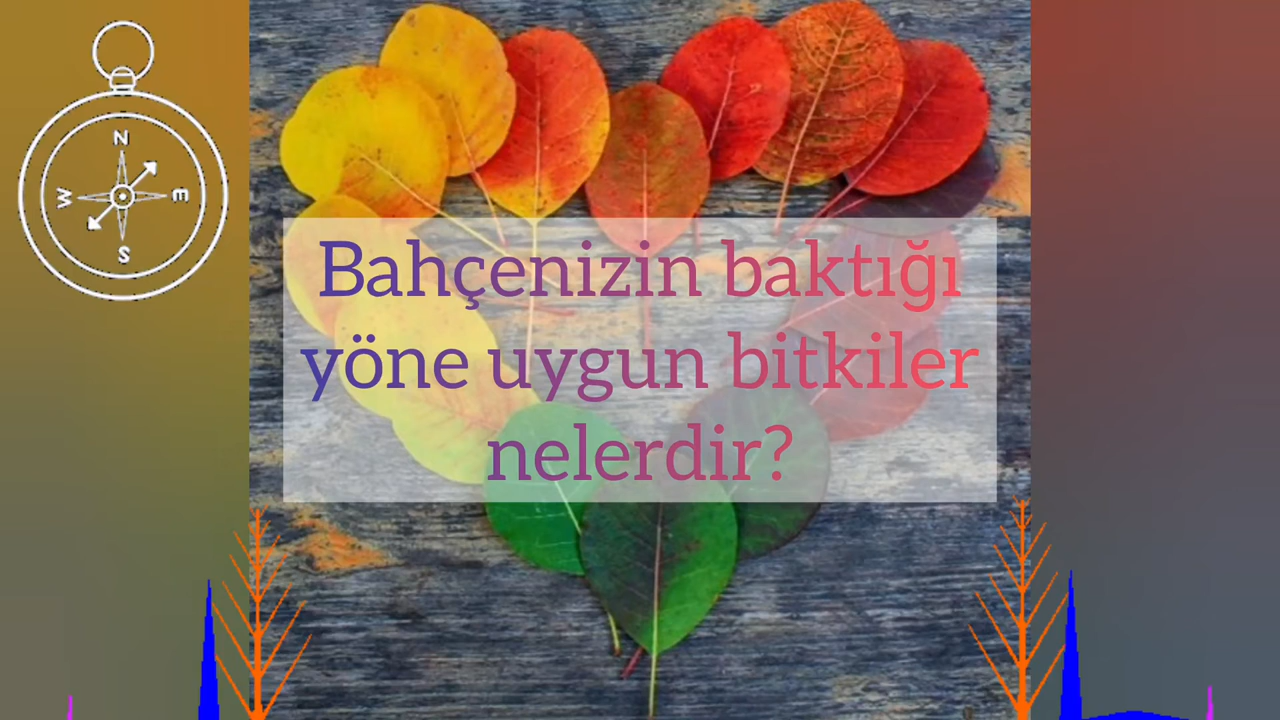 N
W
E
S
Bahçenizin baktığı
yöne uygun bitkiler
nelerdir?